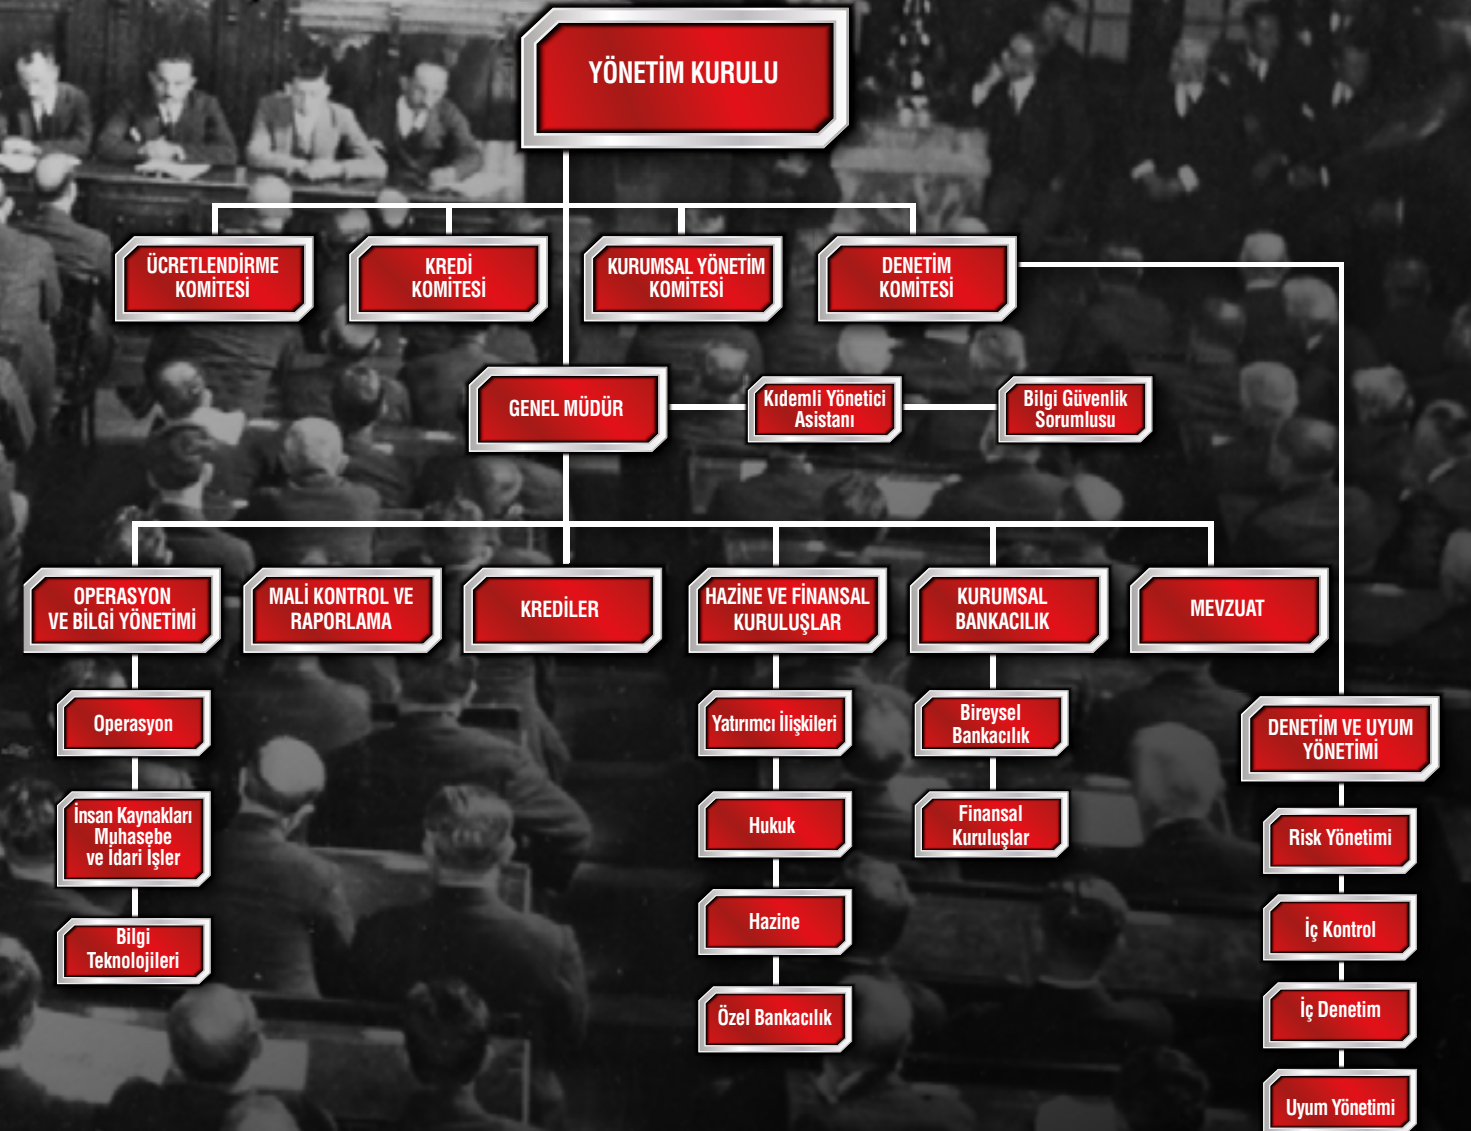 YÖNETİM KURULU
ÜCRETLENDİRME
KOMİTESİ
KREDİ
KOMİTESİ
KURUMSAL YÖNETİM
KOMİTESİ
DENETİM
KOMİTESİ
GENEL MÜDÜR
Kıdemli Yönetici
Asistanı
Bilgi Güvenlik
Sorumlusu
OPERASYON
VE BİLGİ YÖNETİMİ
MALİ KONTROL VE
RAPORLAMA
KREDİLER
HAZİNE VE FİNANSAL
KURULUŞLAR
KURUMSAL
BANKACILIK
MEVZUAT
Operasyon
İnsan Kaynakları
Muhasebe
ve İdari İşler
Bilgi
Teknolojileri
Yatırımcı İlişkileri
Hukuk
Hazine
Özel Bankacılık
Bireysel
Bankacılık
Finansal
Kuruluşlar
DENETİM VE UYUM
YÖNETİMİ
Risk Yönetimi
İç Kontrol
İç Denetim
Uyum Yönetimi